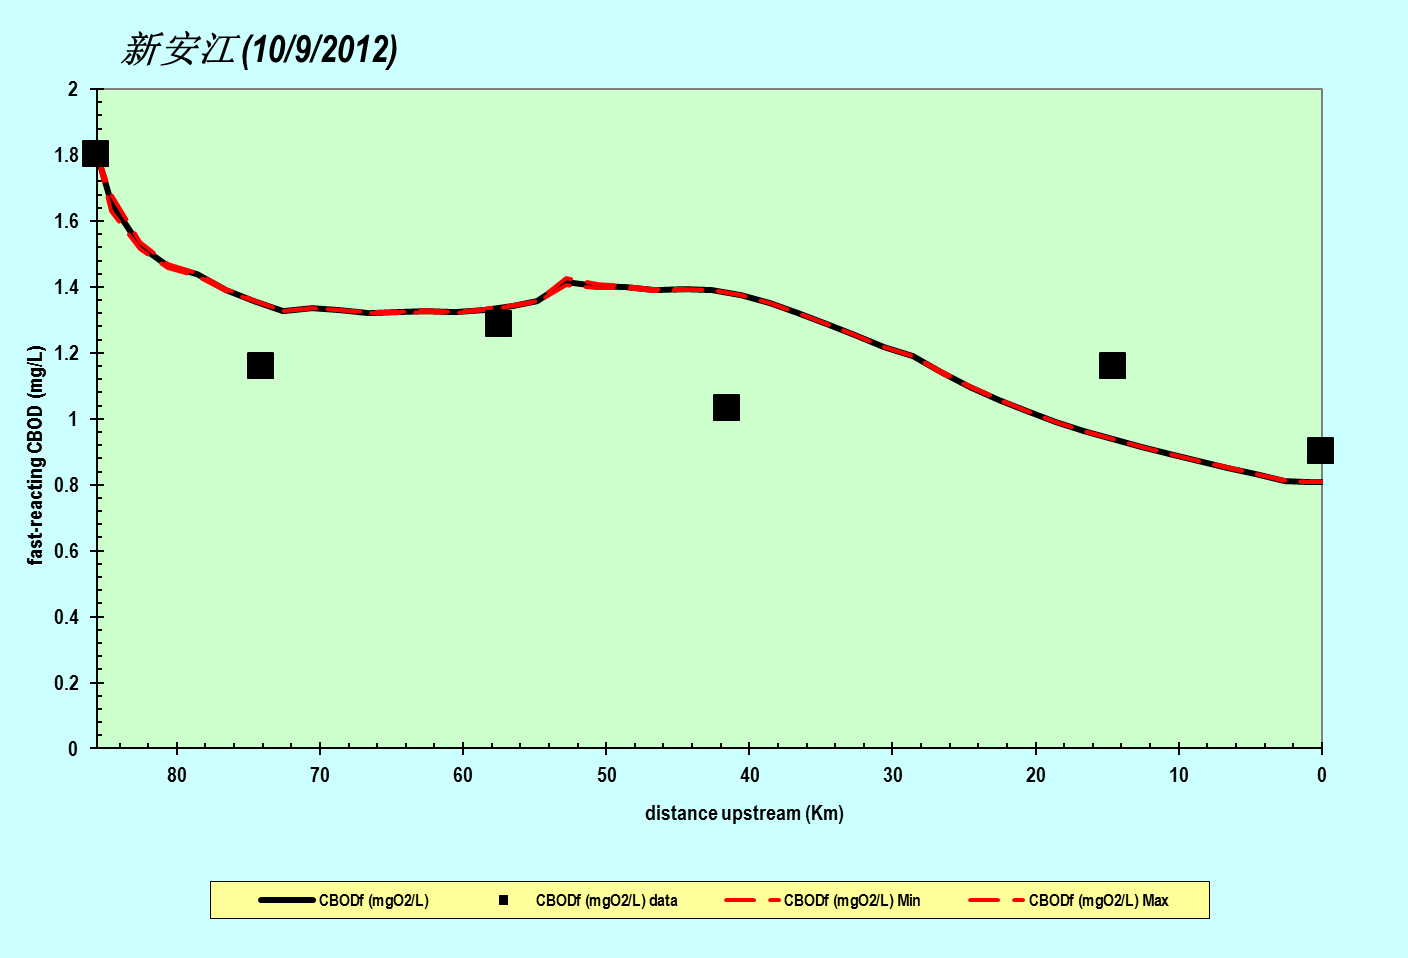 新安江(10/9/2012)
2
1.8
1.6
1.4
1.2
1
0.8
0.6
0.4
0.2
0
fast-reacting CBOD (mg/L)
80 70 60 50 40 30 20 10 0
distance upstream (Km)
CBODf (mgO2/L) CBODf (mgO2/L) data CBODf (mgO2/L) Min CBODf (mgO2/L) Max